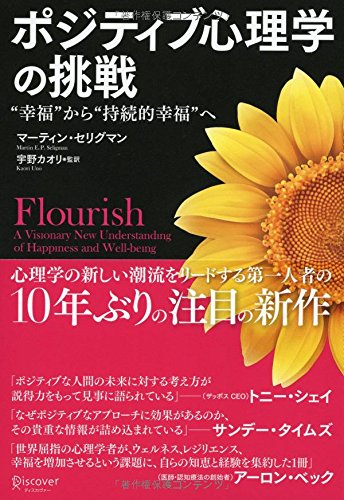 「著作権保護コンテンツ」
ポジティブ心理学
の挑戦
“幸福”から“持続的幸福”へ
マーティン・セリグマン
Martin E.P. Seligman
宇野カオリ●監訳
Kaori Uno
Flourish
A Visionary New Understanding
of Happiness and Well-being
心理学の新しい潮流をリードする第一人者の
10年ぶりの注目の新作
「ポジティブな人間の未来に対する考え方が
説得力をもって見事に語られている」——(ザッポスCEO)トニー・シェイ
「なぜポジティブなアプローチに効果があるのか、
その貴重な情報が詰め込まれている」——サンデー・タイムズ
「世界屈指の心理学者が、ウェルネス、レジリエンス、
幸福を増加させるという課題に、自らの知恵と経験を集約した1冊」
——(医師・認知療法の創始者)アーロン・ベック
Discover
ディスカヴァー
「著作権保護コンテンツ」